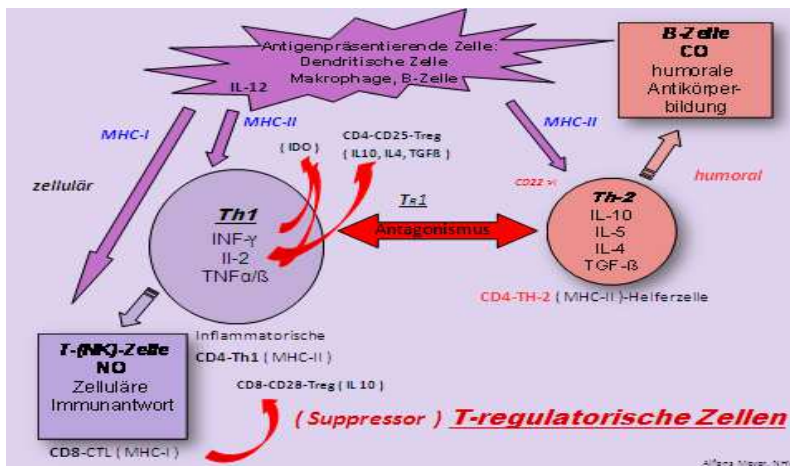 Antigenpräsentierende Zelle:
Dendritische Zelle
Makrophage, B-Zelle
IL-12
B-Zelle
CO
humorale
Antikörper-
bildung
MHC-I
MHC-II
( IDO )
CD4-CD25-Treg
( IL10, IL4, TGFß )
MHC-II
zellulär
CD22
humoral
Th1
INF-γ
Il-2
TNFα/ß
TR1
Antagonismus
Th-2
IL-10
IL-5
IL-4
TGF-ß
CD4-TH-2 ( MHC-II )-Helferzelle
Inflammatorische
CD4-Th1 ( MHC-II )
T-(NK)-Zelle
NO
Zelluläre
Immunantwort
CD8-CD28-Treg ( IL 10 )
( Suppressor ) T-regulatorische Zellen
CD8-CTL ( MHC-I )